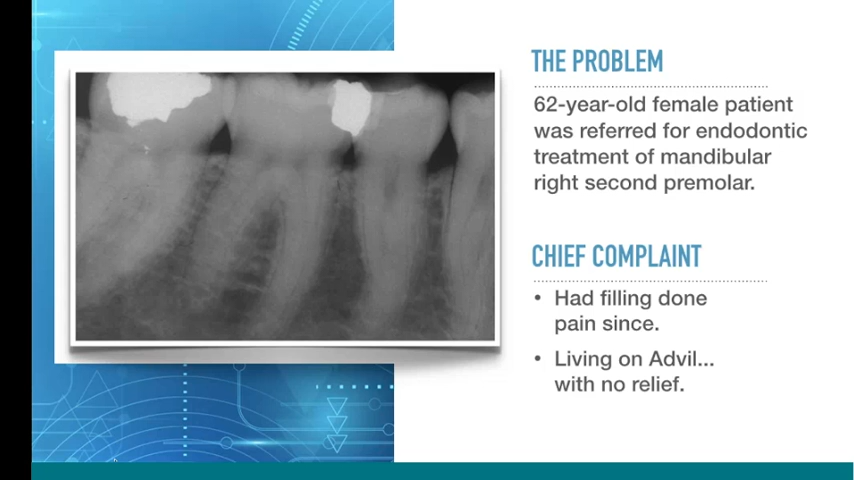 THE PROBLEM
62-year-old female patient
was referred for endodontic
treatment of mandibular
right second premolar.
CHIEF COMPLAINT
• Had filling done
pain since.
• Living on Advil...
with no relief.